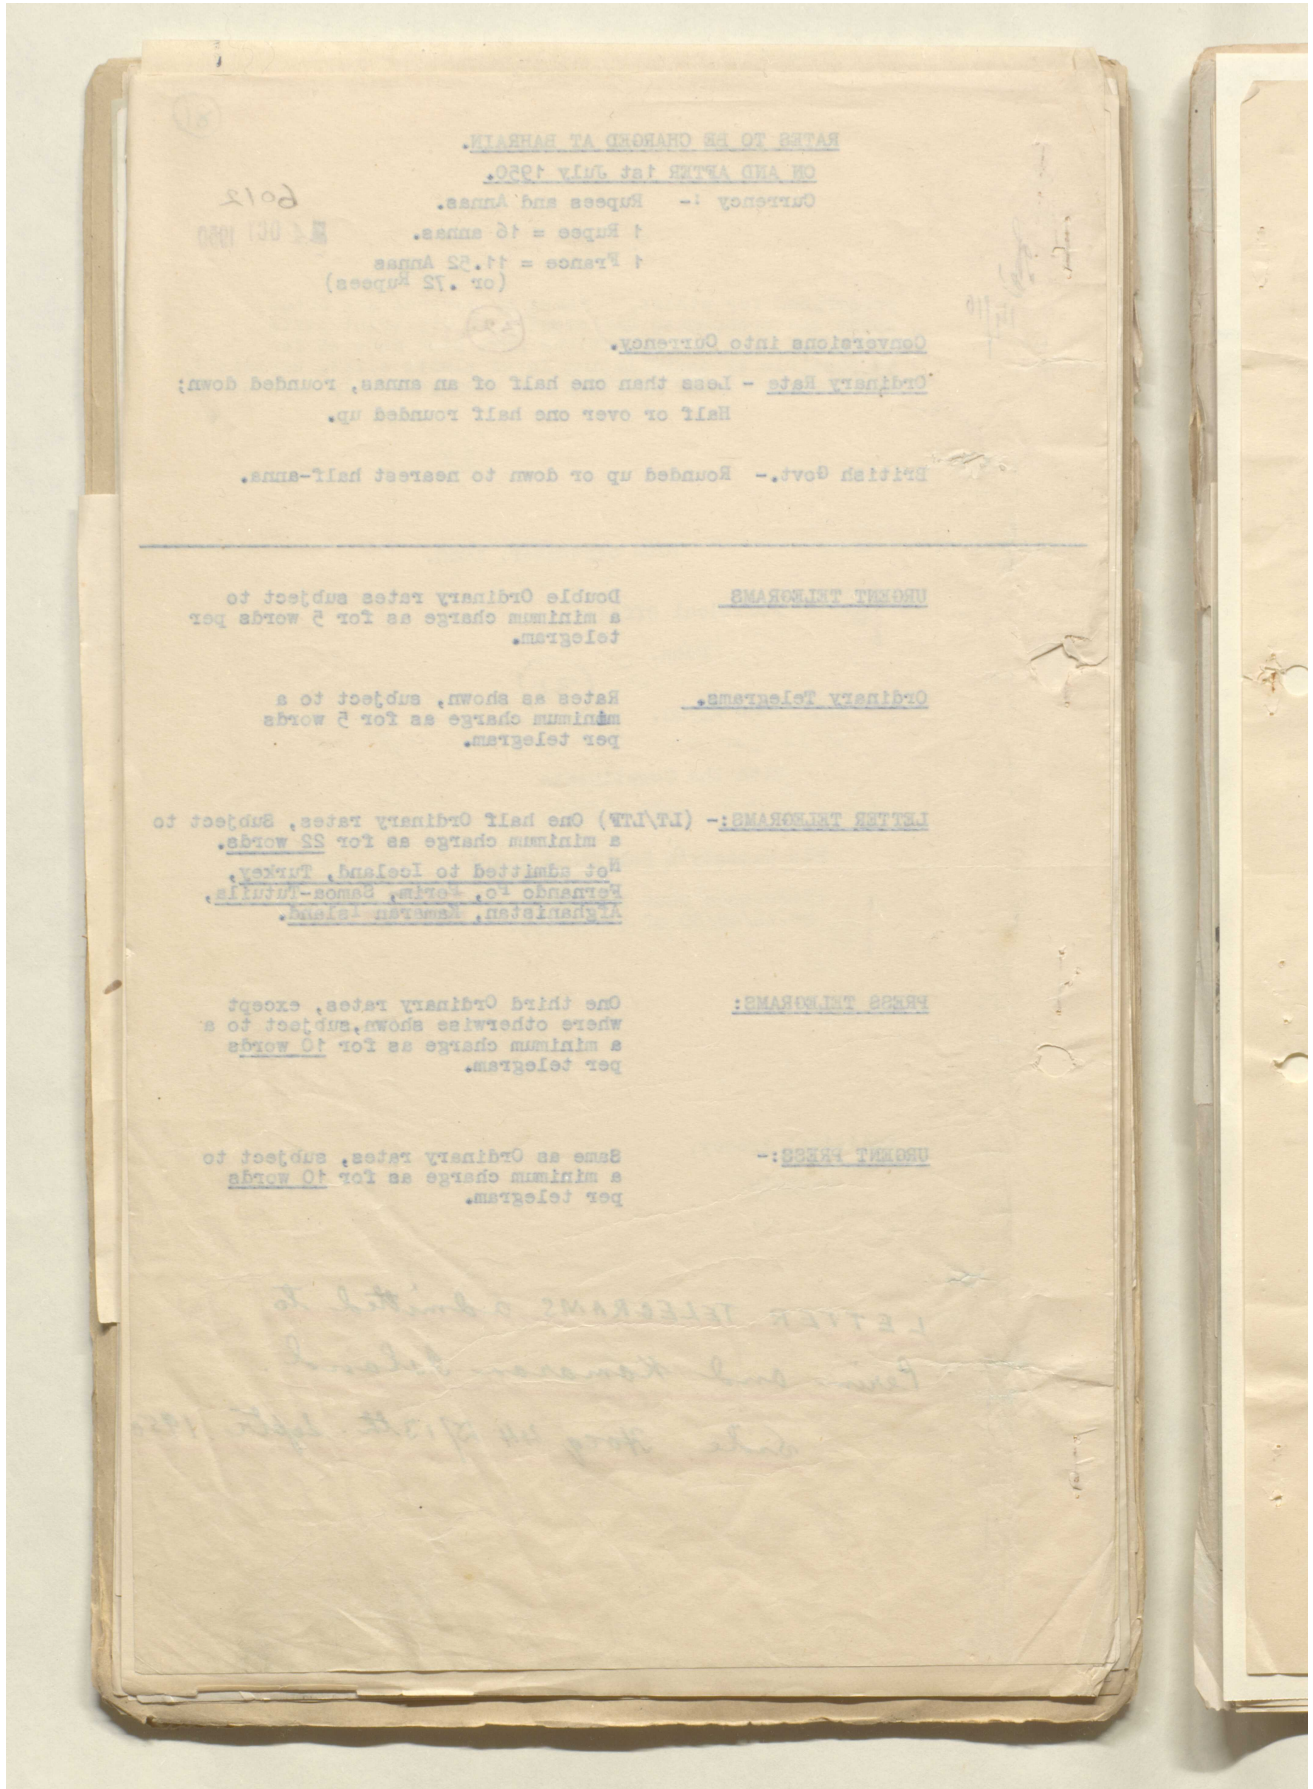 RATES TO BE CHARGED AT BAHRAIN.
ON AND AFTER 1st July 1950.
6012
Currency :- Rupees and Annas.
1 Rupee = 16 annas.
2 OCT 1950
1 Franc = 11.52 Annas
(or .72 Rupees)
Conversions into Currency.
Ordinary Rate - Less than one half of an annas, rounded down;
Half or over one half rounded up.
British Govt.- Rounded up or down to nearest half-anna.
URGENT TELEGRAMS Double Ordinary rates subject to
a minimum charge as for 5 words per
telegram.
Ordinary Telegrams. Rates as shown, subject to a
minimum charge as for 5 words
per telegram.
LETTER TELEGRAMS:- (LT/LTF) One half Ordinary rates, Subject to
a minimum charge as for 22 words.
Not admitted to Iceland, Turkey,
Fernando Po, Perim, Samoa-Tutuila,
Afghanistan, Kamaran Island.
PRESS TELEGRAMS: One third Ordinary rates, except
where otherwise shown,subject to a
a minimum charge as for 10 words
per telegram.
URGENT PRESS:- Same as Ordinary rates, subject to
a minimum charge as for 10 words
per telegram.
LETTER TELEGRAMS admitted to
Perim and Kamaran Island